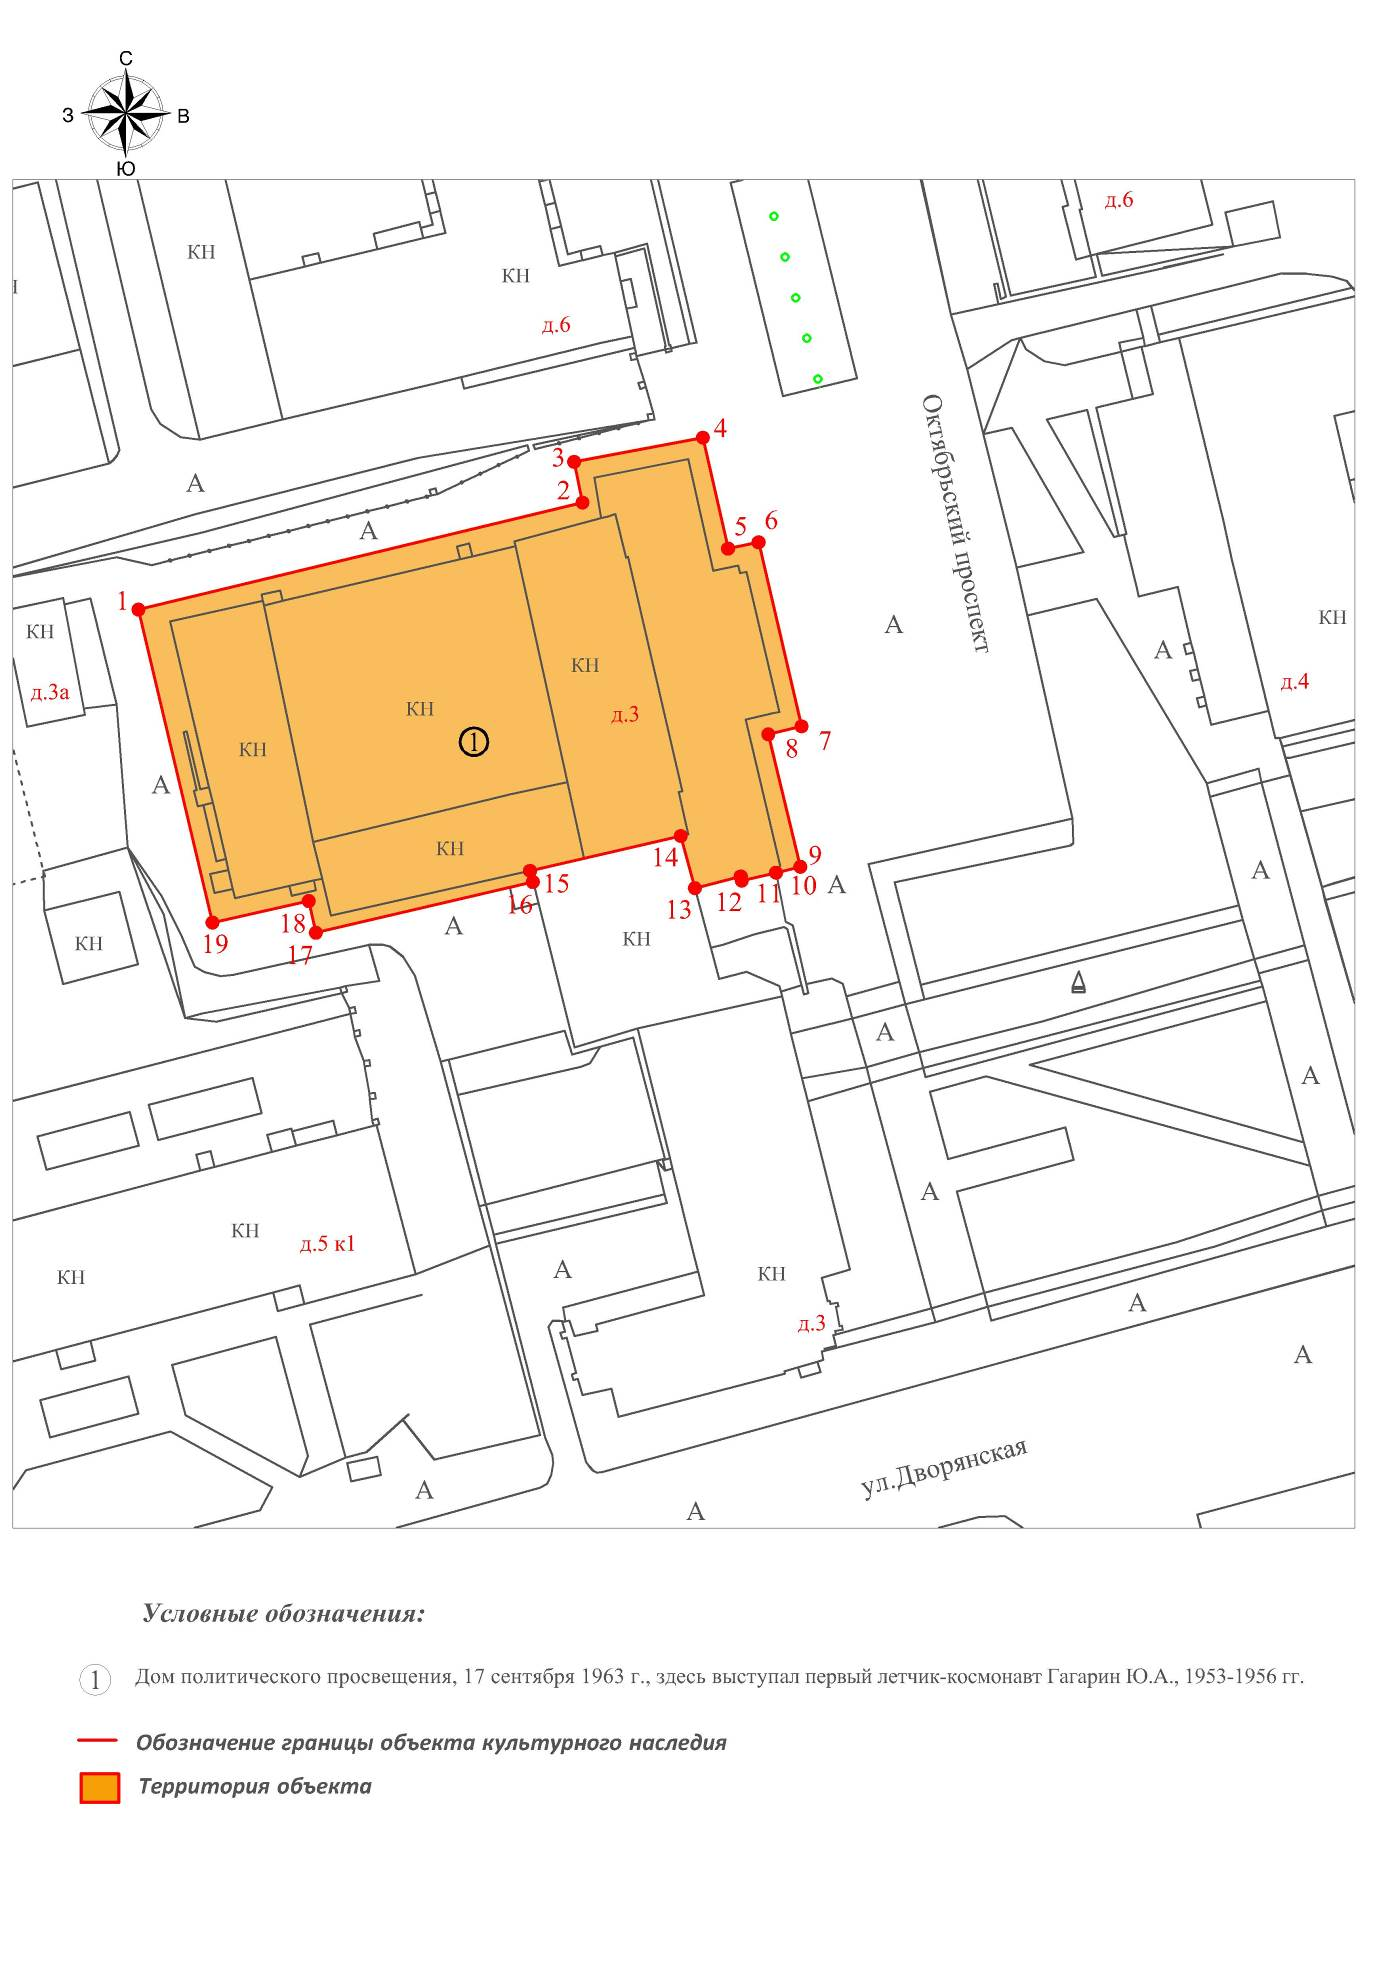 С
З В
Ю
КН
КН
д.6
д.6
Октябрьский проспект
А
А
1
2
3
4
5
6
7
8
9
10
11
12
13
14
15
16
17
18
19
КН
д.3а
А
КН
КН
КН
КН
д.3
1
А
А
КН
д.4
КН
А
КН
А
А
А
А
А
КН
КН
д.5 к1
А
КН
д.3
А
А
А
А
ул.Дворянская
Условные обозначения:
1 Дом политического просвещения, 17 сентября 1963 г., здесь выступал первый летчик-космонавт Гагарин Ю.А., 1953-1956 гг.
Обозначение границы объекта культурного наследия
Территория объекта